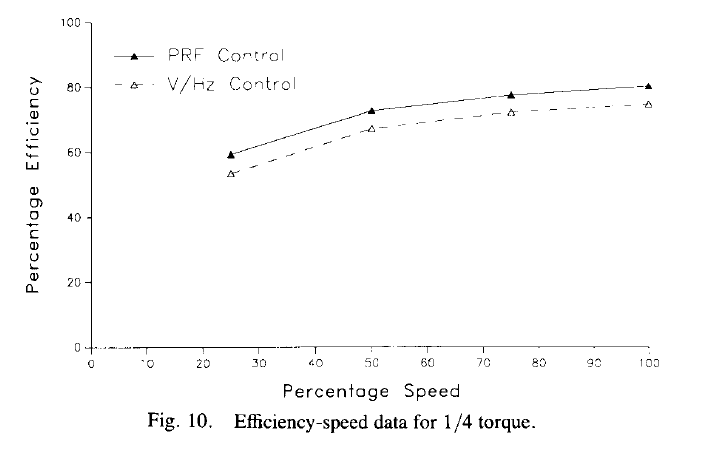 100
PRF Control
V/Hz Control
80
60
40
20
0
Percentage Efficiency
0 10 20 30 40 50 60 70 80 90 100
Percentage Speed
Fig. 10. Efficiency-speed data for 1/4 torque.